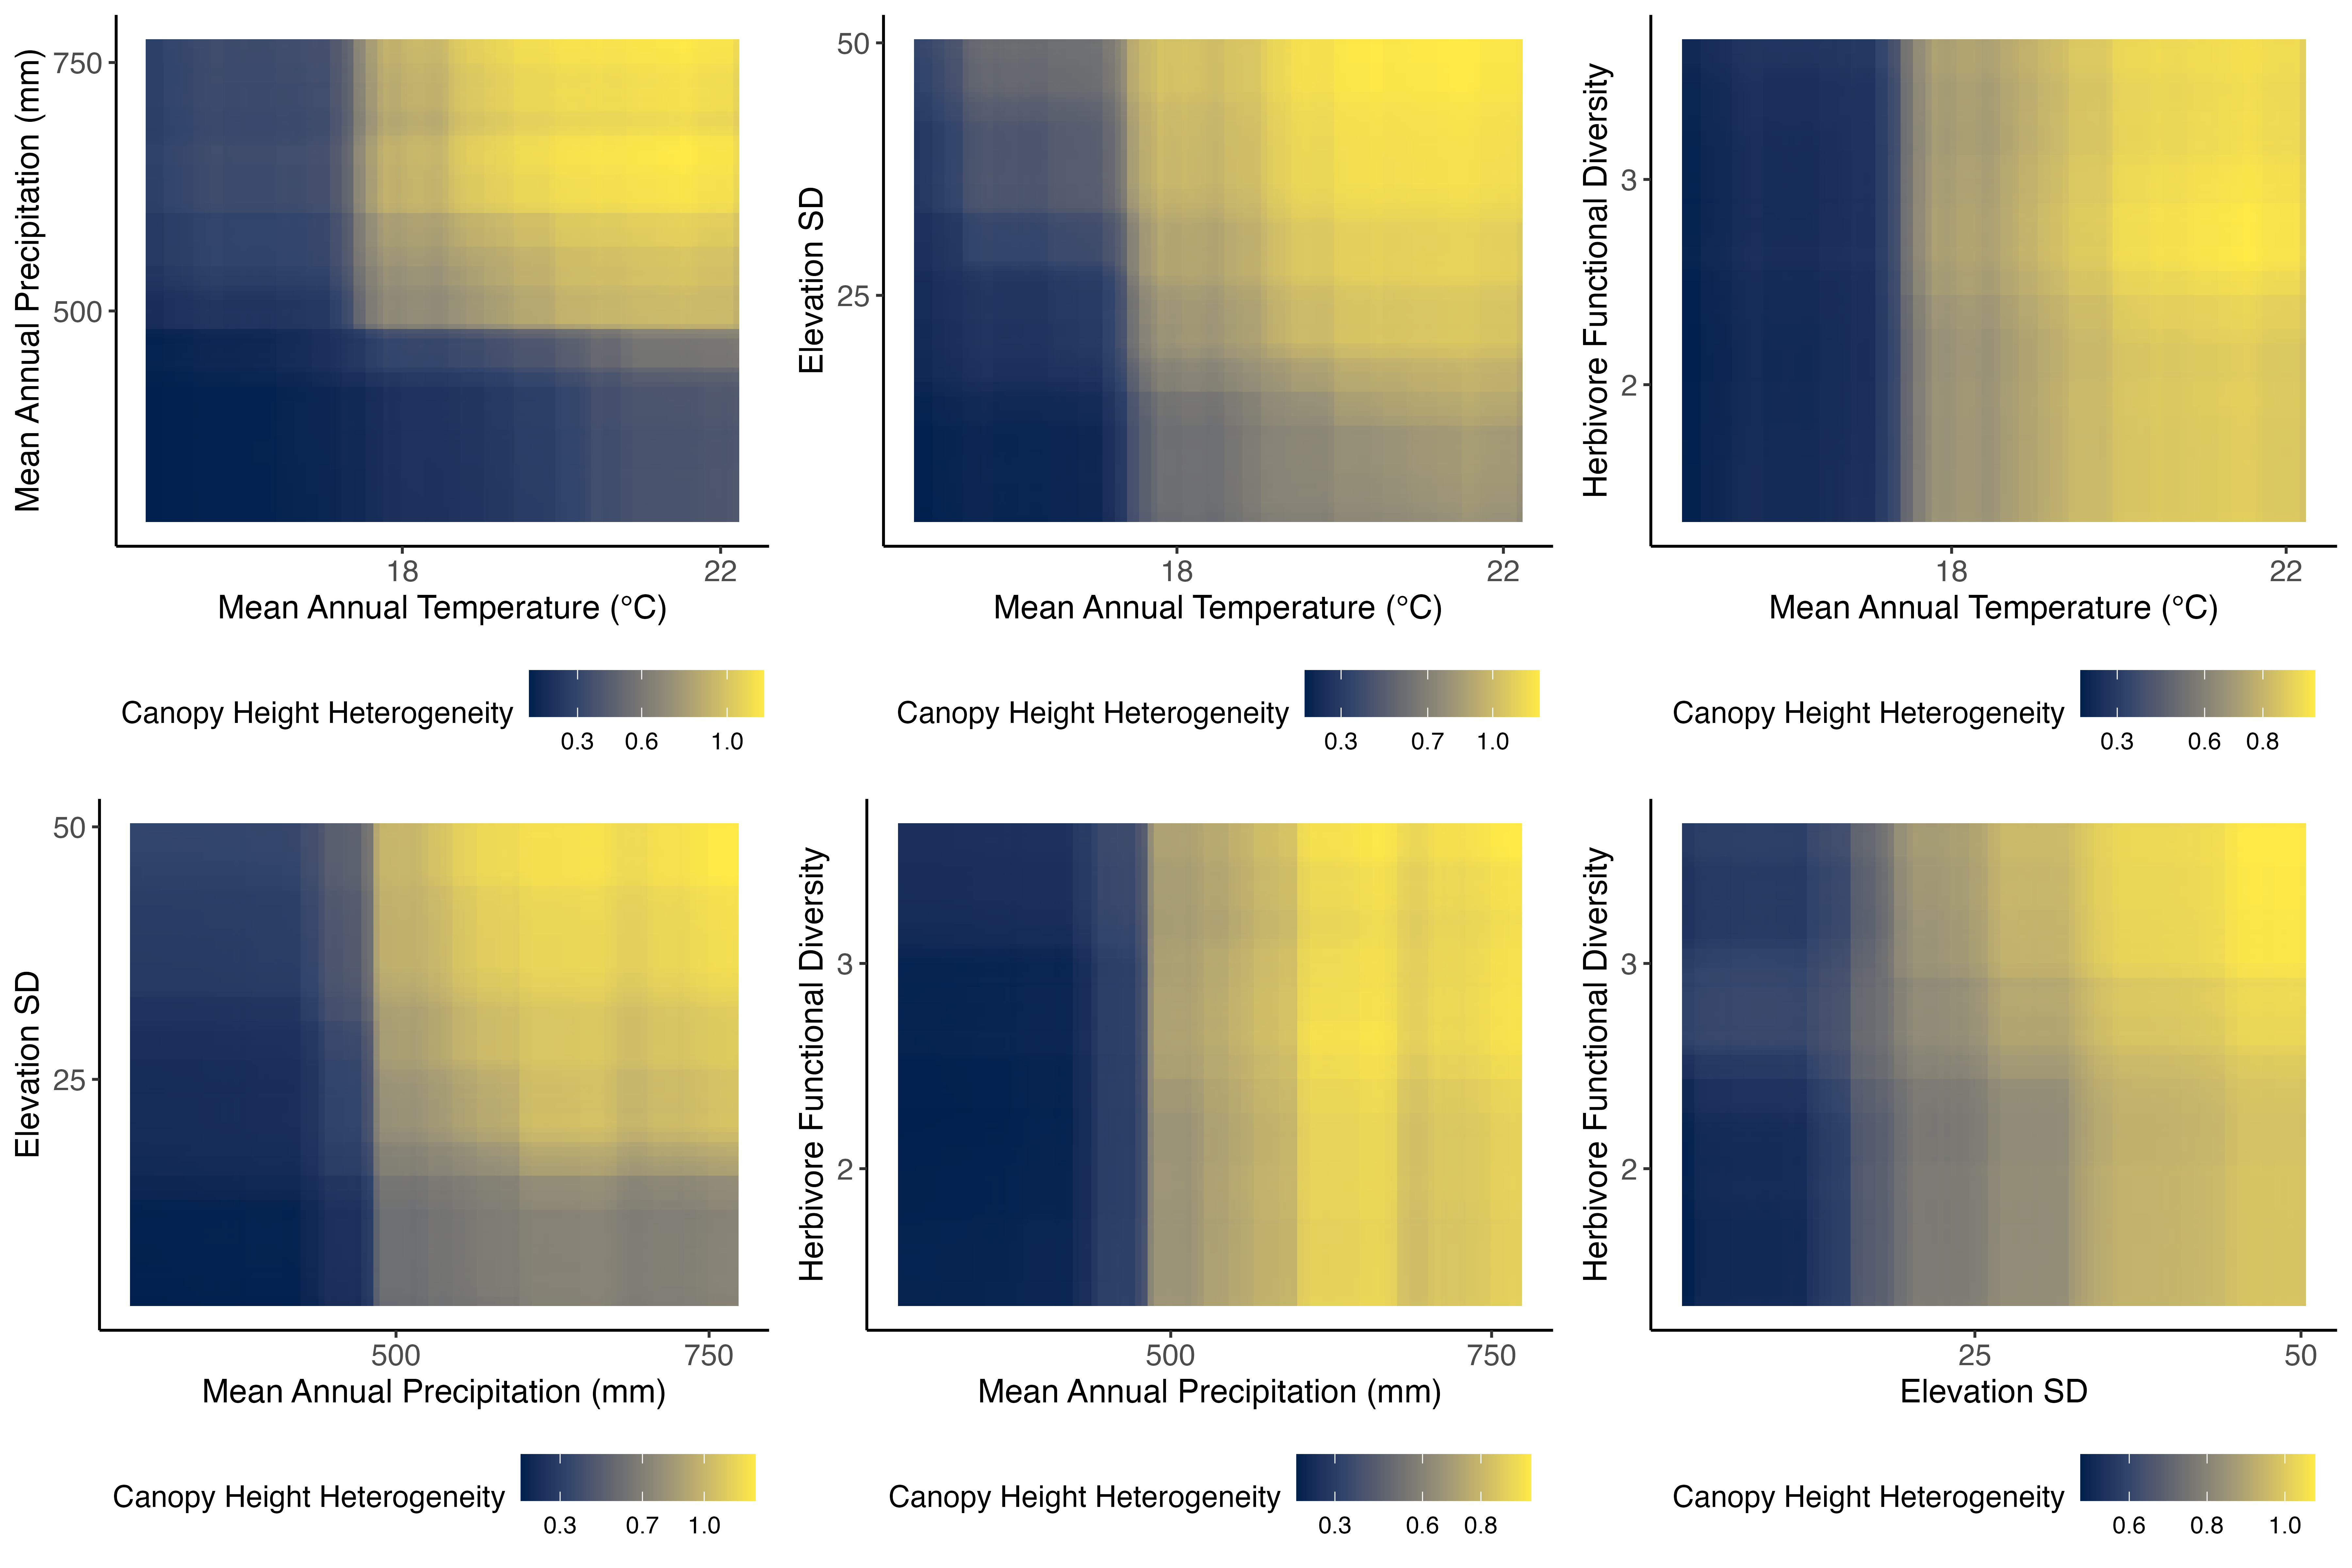 Mean Annual Precipitation (mm)
750
500
18
22
Mean Annual Temperature (°C)
Canopy Height Heterogeneity
0.3
0.6
1.0
Elevation SD
50
25
18
22
Mean Annual Temperature (°C)
Canopy Height Heterogeneity
0.3
0.7
1.0
Herbivore Functional Diversity
3
2
18
22
Mean Annual Temperature (°C)
Canopy Height Heterogeneity
0.3
0.6
0.8
Elevation SD
50
25
500
750
Mean Annual Precipitation (mm)
Canopy Height Heterogeneity
0.3
0.7
1.0
Herbivore Functional Diversity
3
2
500
750
Mean Annual Precipitation (mm)
Canopy Height Heterogeneity
0.3
0.6
0.8
Herbivore Functional Diversity
3
2
25
50
Elevation SD
Canopy Height Heterogeneity
0.6
0.8
1.0